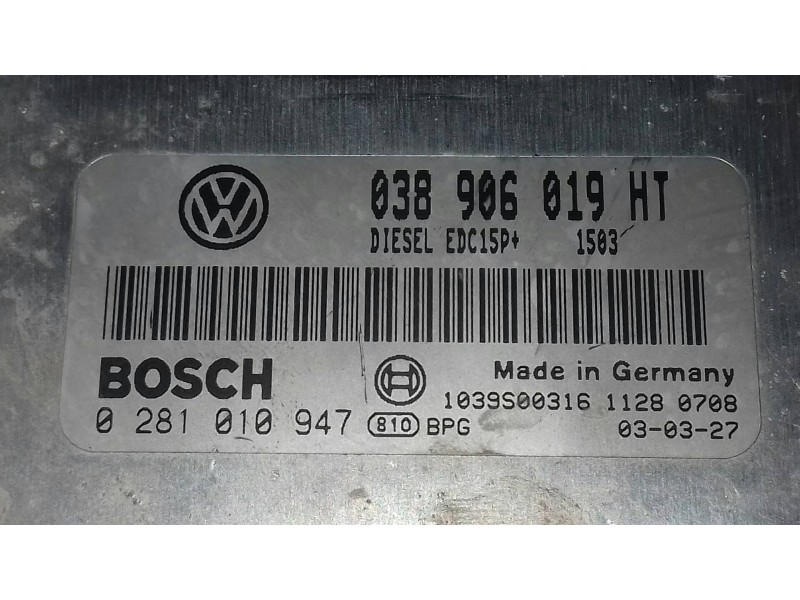 038 906 019 HT
DIESEL EDC15P+ 1503
BOSCH
Made in Germany
1039S00316 1128 0708
0 281 010 947 810 BPG 03-03-27